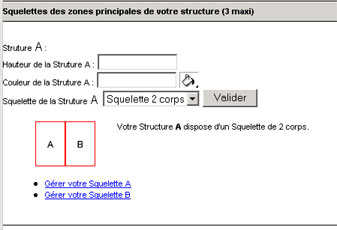 Squelettes des zones principales de votre structure (3 maxi)
Struture A :
Hauteur de la Struture A :
Couleur de la Struture A :
Squelette de la Struture A Squelette 2 corps Valider
A B
Votre Structure A dispose d'un Squelette de 2 corps.
Gérer votre Squelette A
Gérer votre Squelette B